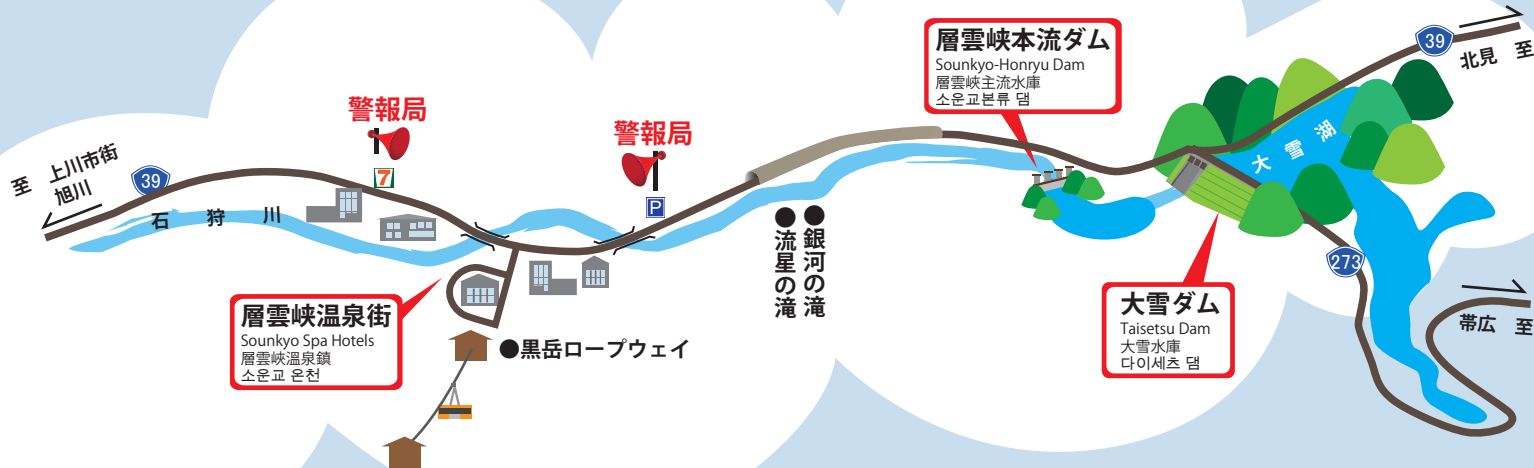 至 上川市街
旭川
39
石狩川
警報局
7
警報局
P
層雲峡温泉街
Sounkyo Spa Hotels
層雲峡溫泉鎮
소운교 온천
●黒岳ロープウェイ
●銀河の滝
●流星の滝
層雲峡本流ダム
Sounkyo-Honryu Dam
層雲峡主流水庫
소운교본류 댐
大雪湖
39
北見 至
273
大雪ダム
Taisetsu Dam
大雪水庫
다이세츠 댐
帯広 至